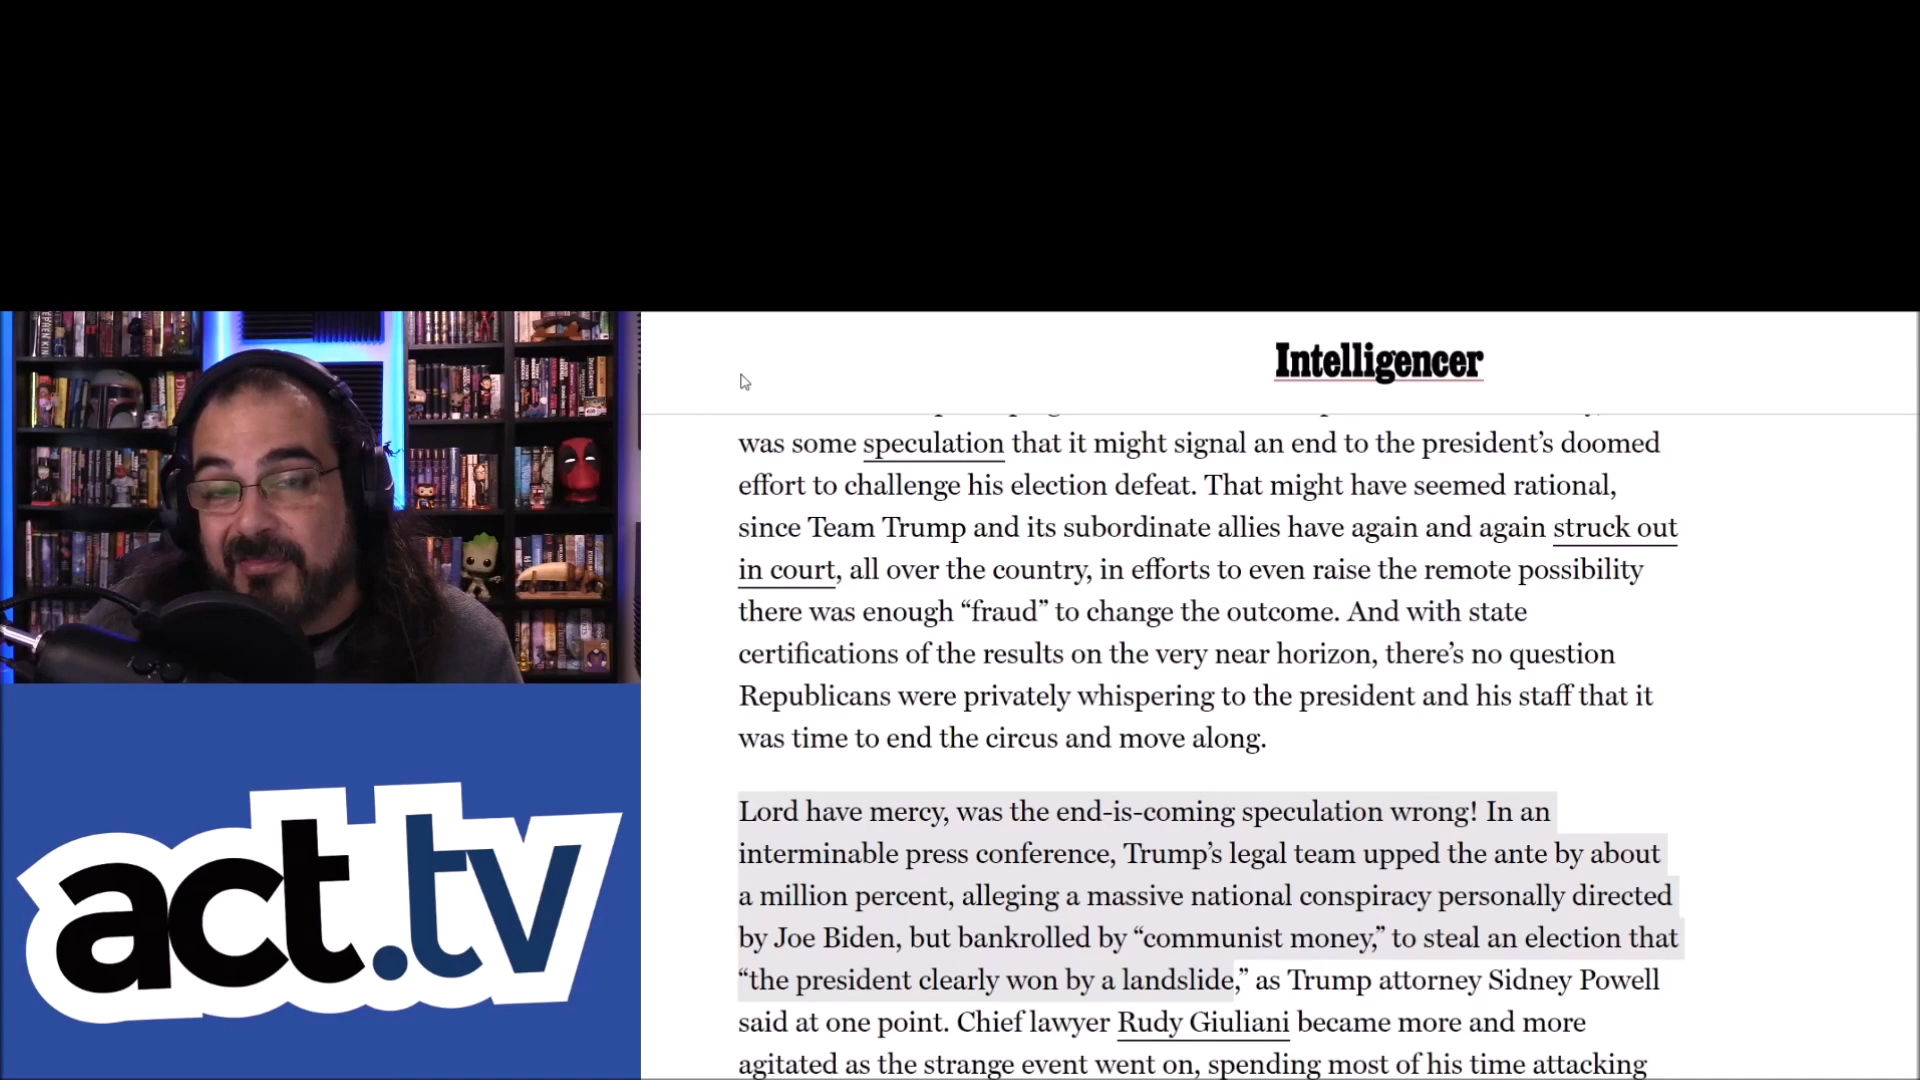 Intelligencer
was some speculation that it might signal an end to the president’s doomed
effort to challenge his election defeat. That might have seemed rational,
since Team Trump and its subordinate allies have again and again struck out
in court, all over the country, in efforts to even raise the remote possibility
there was enough “fraud” to change the outcome. And with state
certifications of the results on the very near horizon, there’s no question
Republicans were privately whispering to the president and his staff that it
was time to end the circus and move along.
Lord have mercy, was the end-is-coming speculation wrong! In an
interminable press conference, Trump’s legal team upped the ante by about
a million percent, alleging a massive national conspiracy personally directed
by Joe Biden, but bankrolled by “communist money,” to steal an election that
“the president clearly won by a landslide,” as Trump attorney Sidney Powell
said at one point. Chief lawyer Rudy Giuliani became more and more
agitated as the strange event went on, spending most of his time attacking
act.tv